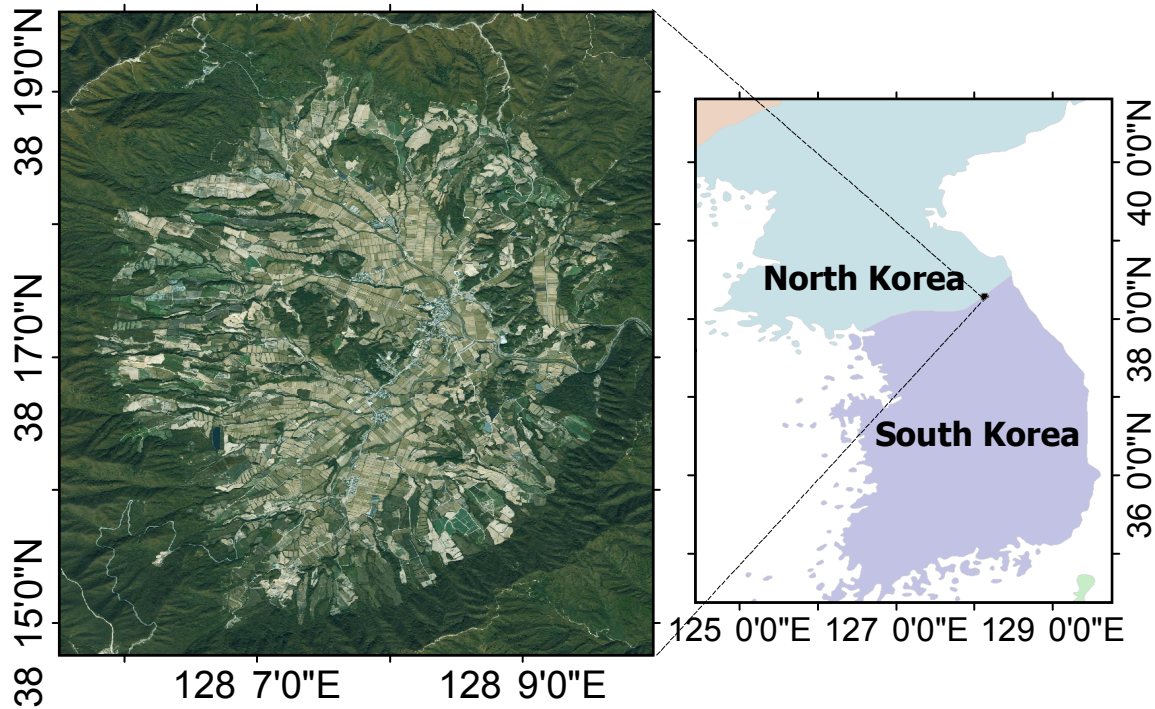 38 19'0"N
38 17'0"N
38 15'0"N
128 7'0"E
128 9'0"E
North Korea
South Korea
40 0'0"N
38 0'0"N
36 0'0"N
125 0'0"E
127 0'0"E
129 0'0"E